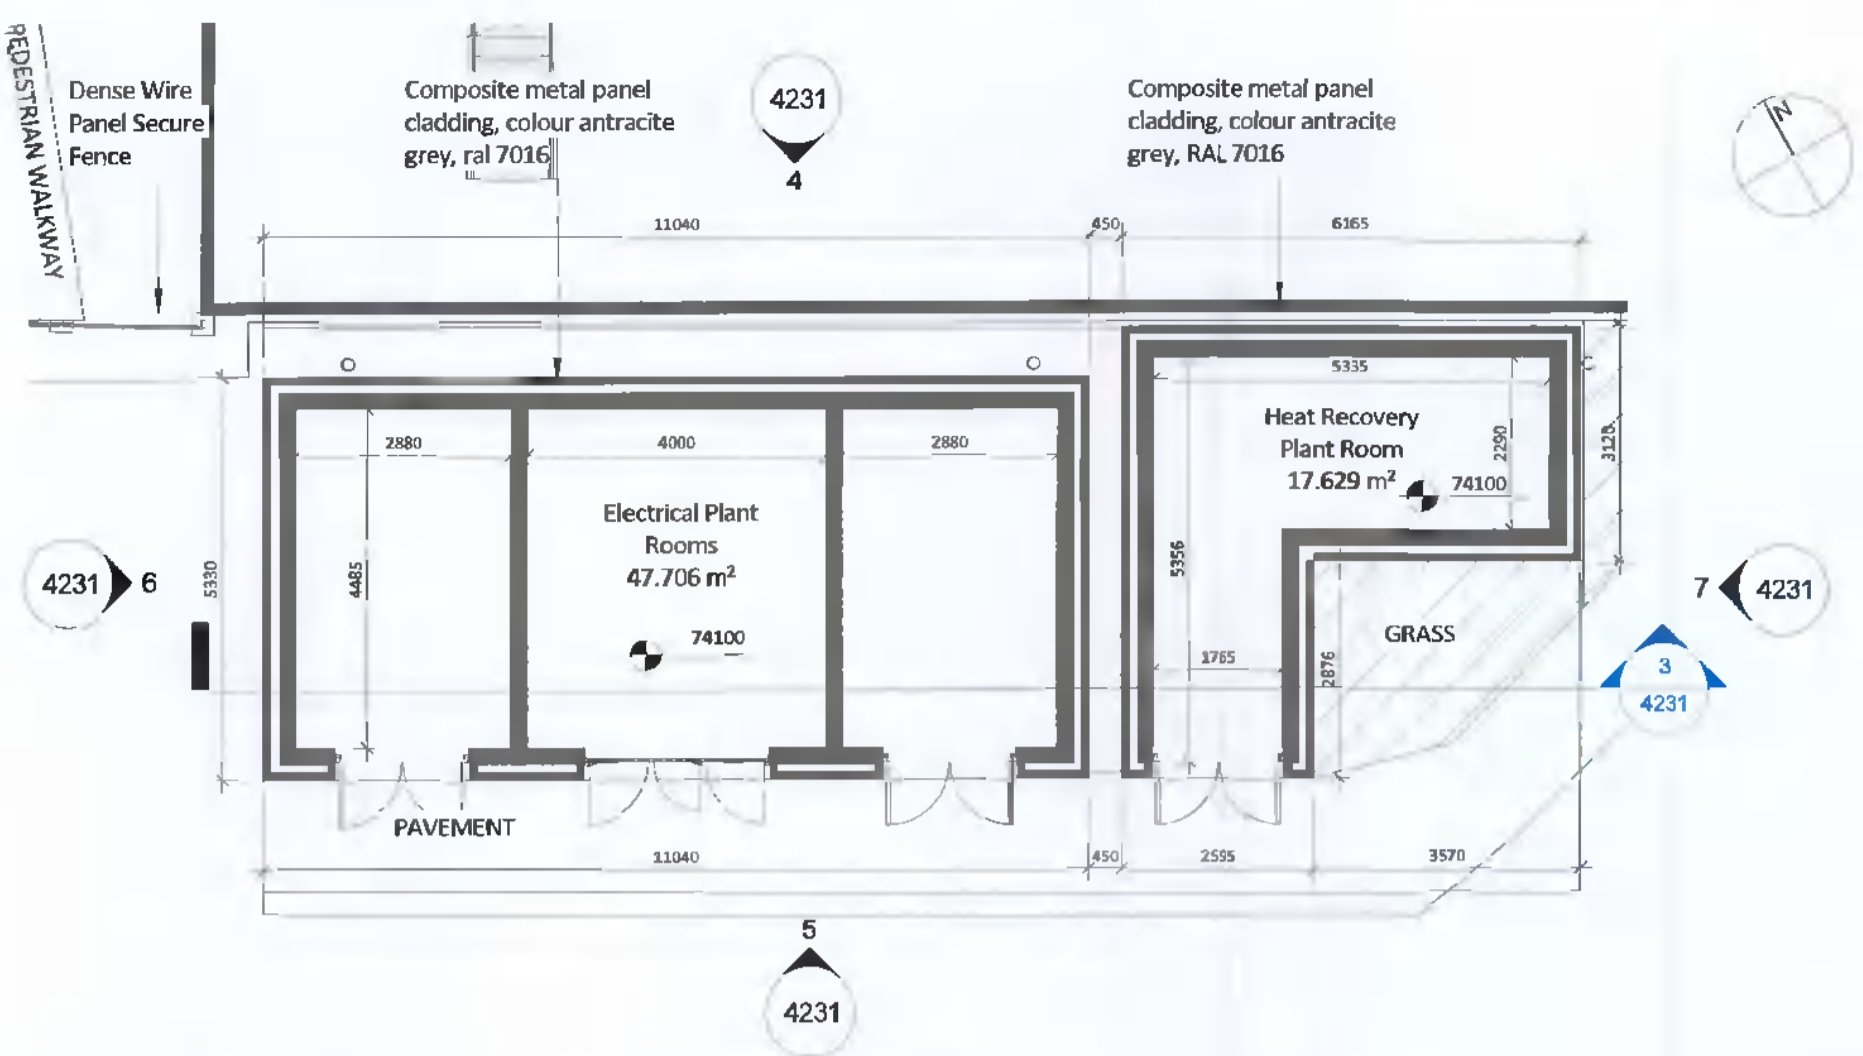 PEDESTRIAN WALKWAY
Dense Wire
Panel Secure
Fence
Composite metal panel
cladding, colour antracite
grey, ral 7016
4231
4
Composite metal panel
cladding, colour antracite
grey, RAL 7016
N
11040
450
6165
5335
2880
4000
2880
Heat Recovery
Plant Room
17.629 m²
74100
2290
3128
Electrical Plant
Rooms
47.706 m²
74100
4485
5330
5356
4231
6
7
4231
GRASS
1765
2876
3
4231
PAVEMENT
11040
450
2595
3570
5
4231